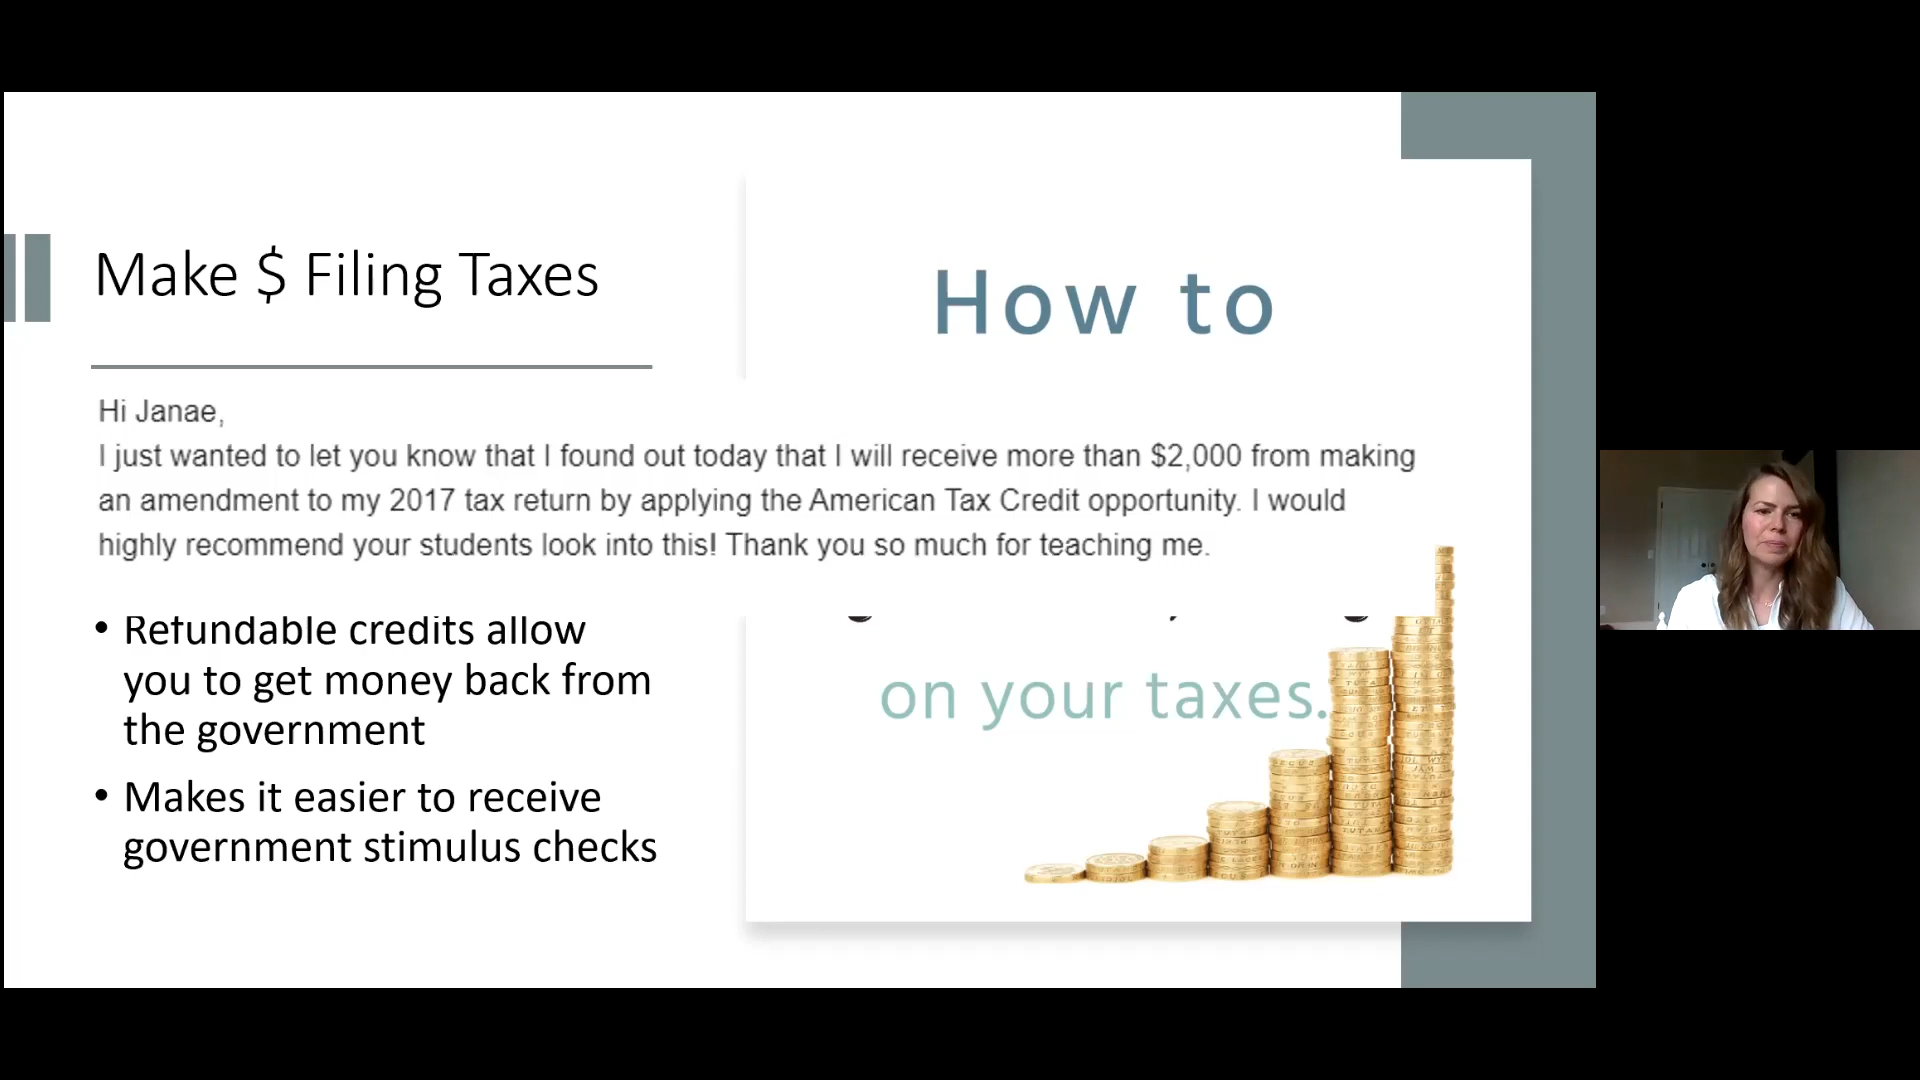 Make $ Filing Taxes
How to
Hi Janae,
I just wanted to let you know that I found out today that I will receive more than $2,000 from making
an amendment to my 2017 tax return by applying the American Tax Credit opportunity. I would
highly recommend your students look into this! Thank you so much for teaching me.
• Refundable credits allow
you to get money back from
the government
• Makes it easier to receive
government stimulus checks
on your taxes.